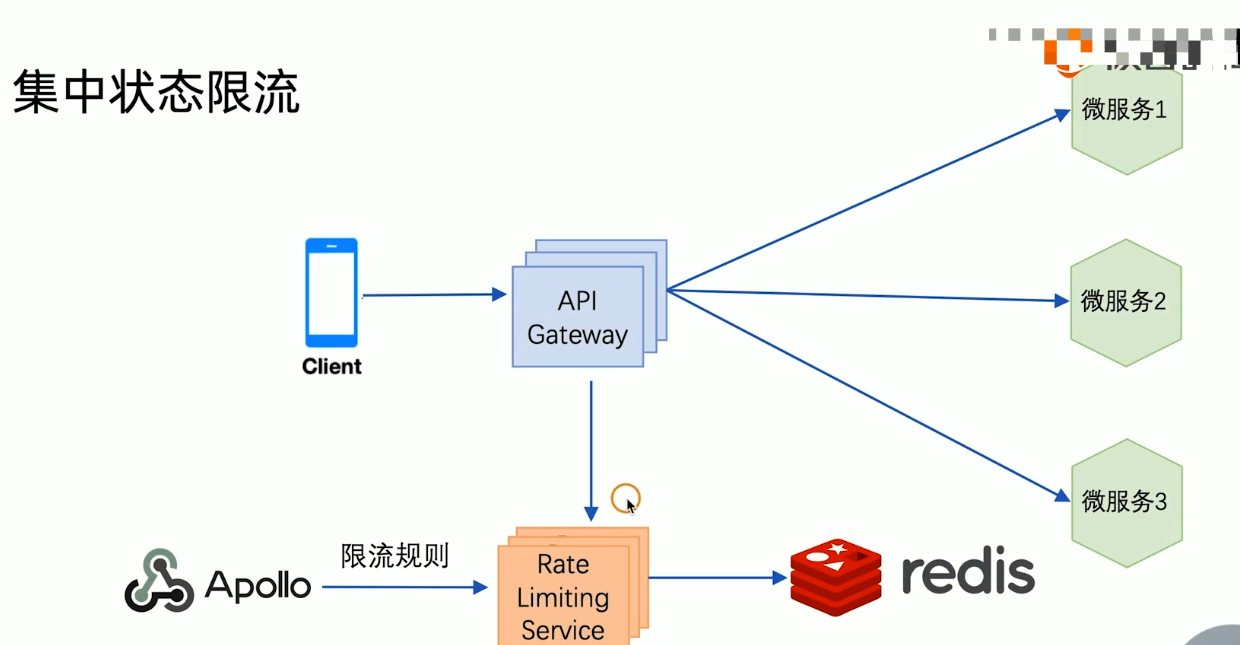 集中状态限流
微服务1
API
Gateway
微服务2
Client
微服务3
限流规则
Apollo
Rate
Limiting
Service
redis